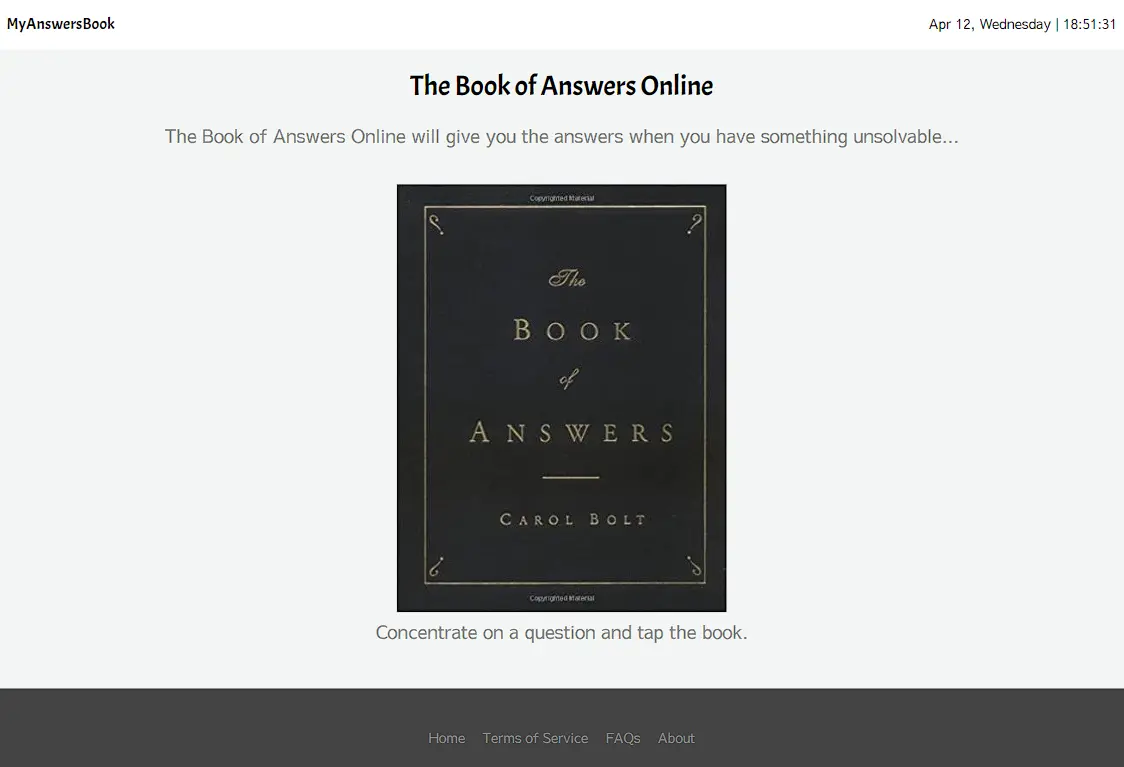 MyAnswersBook
Apr 12, Wednesday | 18:51:31
The Book of Answers Online
The Book of Answers Online will give you the answers when you have something unsolvable...
Copyrighted Material
The
BOOK
of
ANSWERS
CAROL BOLT
Copyrighted Material
Concentrate on a question and tap the book.
Home Terms of Service FAQs About